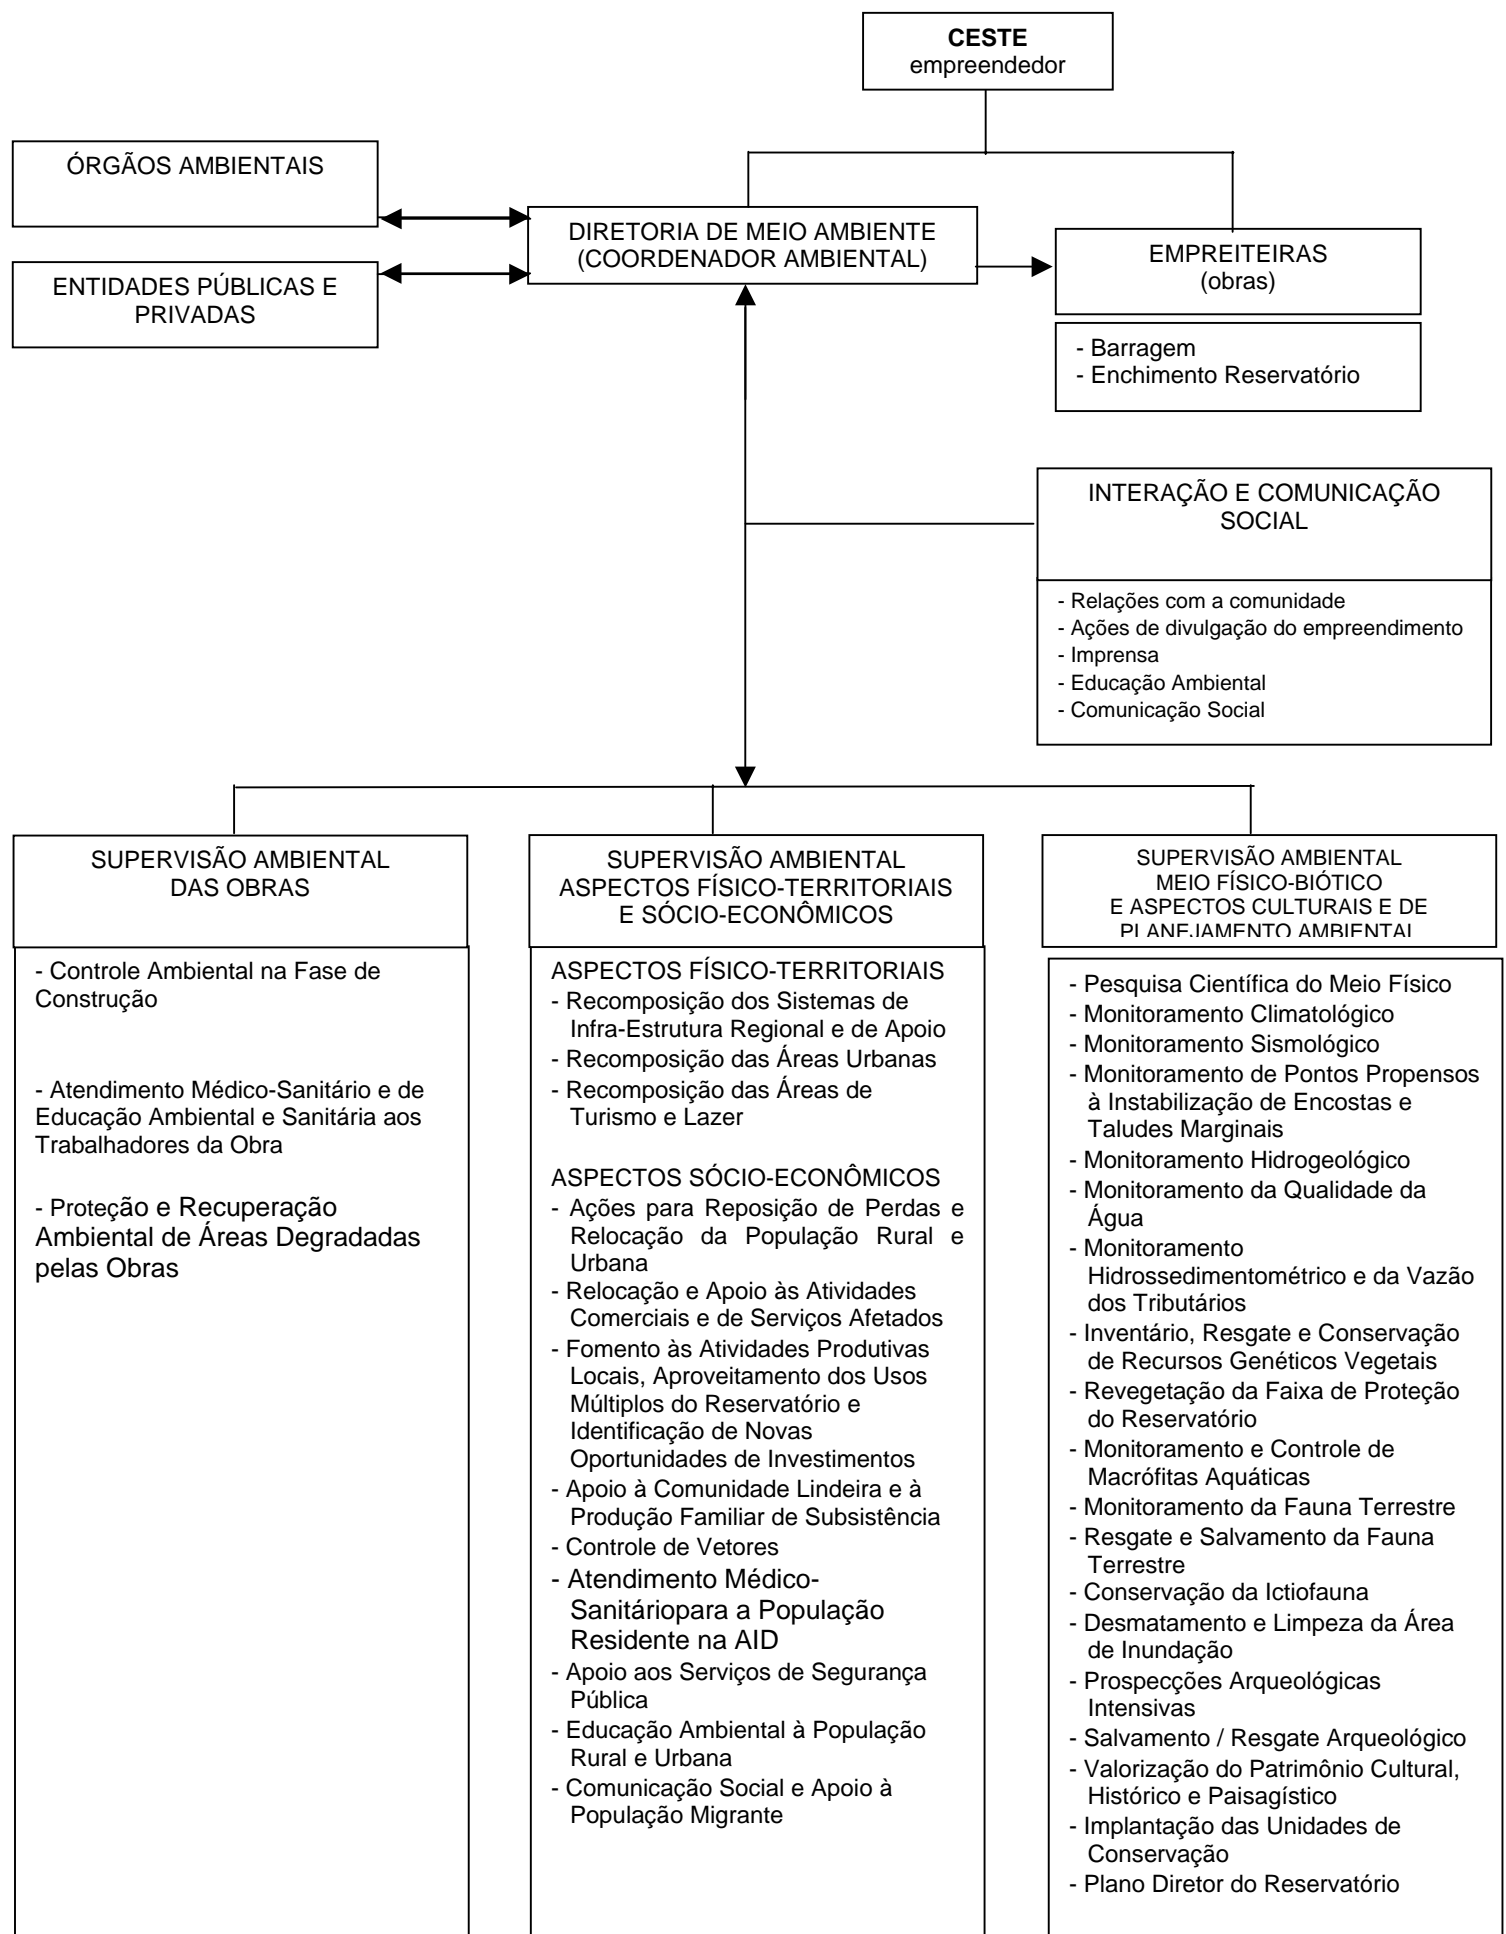 CESTE
empreendedor
ÓRGÃOS AMBIENTAIS
DIRETORIA DE MEIO AMBIENTE
(COORDENADOR AMBIENTAL)
EMPREITEIRAS
(obras)
ENTIDADES PÚBLICAS E
PRIVADAS
- Barragem
- Enchimento Reservatório
INTERAÇÃO E COMUNICAÇÃO
SOCIAL
- Relações com a comunidade
- Ações de divulgação do empreendimento
- Imprensa
- Educação Ambiental
- Comunicação Social
SUPERVISÃO AMBIENTAL
DAS OBRAS
- Controle Ambiental na Fase de
Construção
- Atendimento Médico-Sanitário e de
Educação Ambiental e Sanitária aos
Trabalhadores da Obra
- Proteção e Recuperação
Ambiental de Áreas Degradadas
pelas Obras
SUPERVISÃO AMBIENTAL
ASPECTOS FÍSICO-TERRITORIAIS
E SÓCIO-ECONÔMICOS
ASPECTOS FÍSICO-TERRITORIAIS
- Recomposição dos Sistemas de
Infra-Estrutura Regional e de Apoio
- Recomposição das Áreas Urbanas
- Recomposição das Áreas de
Turismo e Lazer
ASPECTOS SÓCIO-ECONÔMICOS
- Ações para Reposição de Perdas e
Relocação da População Rural e
Urbana
- Relocação e Apoio às Atividades
Comerciais e de Serviços Afetados
- Fomento às Atividades Produtivas
Locais, Aproveitamento dos Usos
Múltiplos do Reservatório e
Identificação de Novas
Oportunidades de Investimentos
- Apoio à Comunidade Lindeira e à
Produção Familiar de Subsistência
- Controle de Vetores
- Atendimento Médico-
Sanitáriopara a População
Residente na AID
- Apoio aos Serviços de Segurança
Pública
- Educação Ambiental à População
Rural e Urbana
- Comunicação Social e Apoio à
População Migrante
SUPERVISÃO AMBIENTAL
MEIO FÍSICO-BIÓTICO
E ASPECTOS CULTURAIS E DE
PLANEJAMENTO AMBIENTAL
- Pesquisa Científica do Meio Físico
- Monitoramento Climatológico
- Monitoramento Sismológico
- Monitoramento de Pontos Propensos
à Instabilização de Encostas e
Taludes Marginais
- Monitoramento Hidrogeológico
- Monitoramento da Qualidade da
Água
- Monitoramento
Hidrossedimentométrico e da Vazão
dos Tributários
- Inventário, Resgate e Conservação
de Recursos Genéticos Vegetais
- Revegetação da Faixa de Proteção
do Reservatório
- Monitoramento e Controle de
Macrófitas Aquáticas
- Monitoramento da Fauna Terrestre
- Resgate e Salvamento da Fauna
Terrestre
- Conservação da Ictiofauna
- Desmatamento e Limpeza da Área
de Inundação
- Prospecções Arqueológicas
Intensivas
- Salvamento / Resgate Arqueológico
- Valorização do Patrimônio Cultural,
Histórico e Paisagístico
- Implantação das Unidades de
Conservação
- Plano Diretor do Reservatório